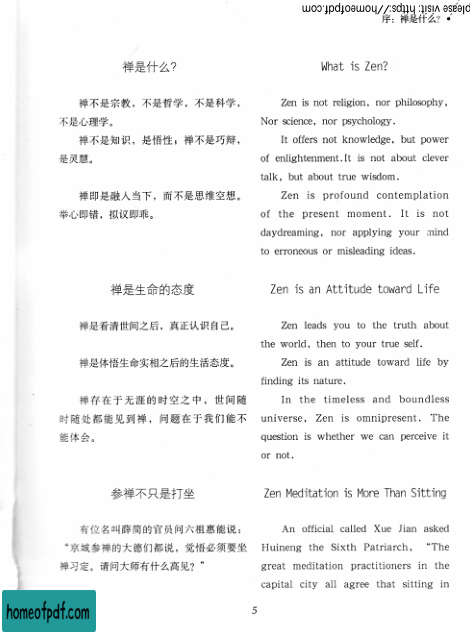 please visit: https://homeofpdf.com
序：禅是什么？ •
禅是什么？
禅不是宗教，不是哲学，不是科学，
不是心理学。
禅不是知识，是悟性；禅不是巧辩，
是灵慧。
禅即是融入当下，而不是思维空想。
举心即错，拟议即乖。
禅是生命的态度
禅是看清世间之后，真正认识自己。
禅是体悟生命实相之后的生活态度。
禅存在于无涯的时空之中，世间随
时随处都能见到禅，问题在于我们能不
能体会。
参禅不只是打坐
有位名叫薛简的官员问六祖惠能说：
“京城参禅的大德们都说，觉悟必须要坐
禅习定。请问大师有什么高见？”
What is Zen?
Zen is not religion, nor philosophy,
Nor science, nor psychology.
It offers not knowledge, but power
of enlightenment.It is not about clever
talk, but about true wisdom.
Zen is profound contemplation
of the present moment. It is not
daydreaming, nor applying your mind
to erroneous or misleading ideas.
Zen is an Attitude toward Life
Zen leads you to the truth about
the world, then to your true self.
Zen is an attitude toward life by
finding its nature.
In the timeless and boundless
universe, Zen is omnipresent. The
question is whether we can perceive it
or not.
Zen Meditation is More Than Sitting
An official called Xue Jian asked
Huineng the Sixth Patriarch, “The
great meditation practitioners in the
capital city all agree that sitting in
5
homeofpdf.com